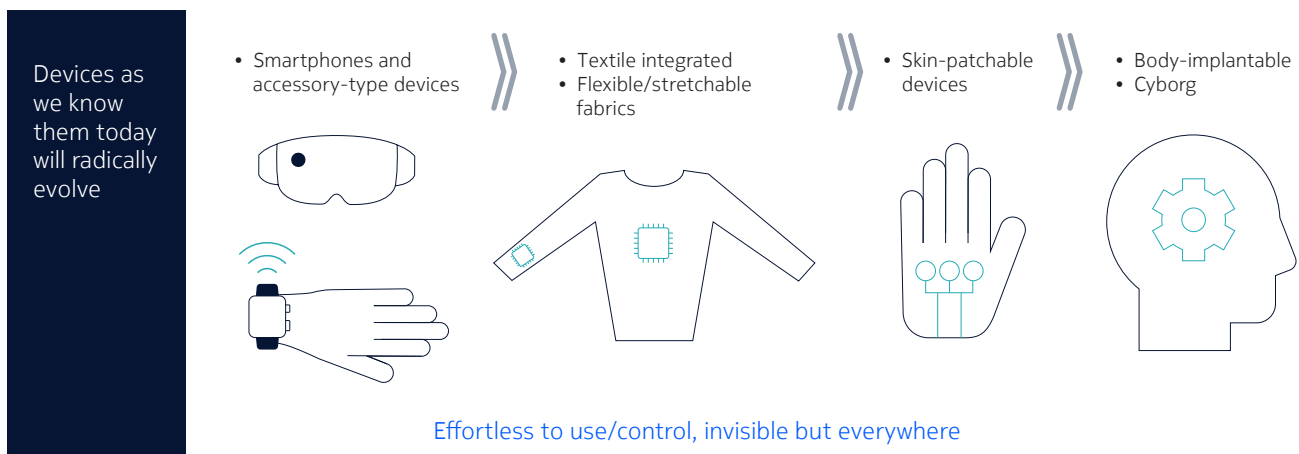 Devices as
we know
them today
will radically
evolve
• Smartphones and
accessory-type devices
• Textile integrated
• Flexible/stretchable
fabrics
• Skin-patchable
devices
• Body-implantable
• Cyborg
Effortless to use/control, invisible but everywhere